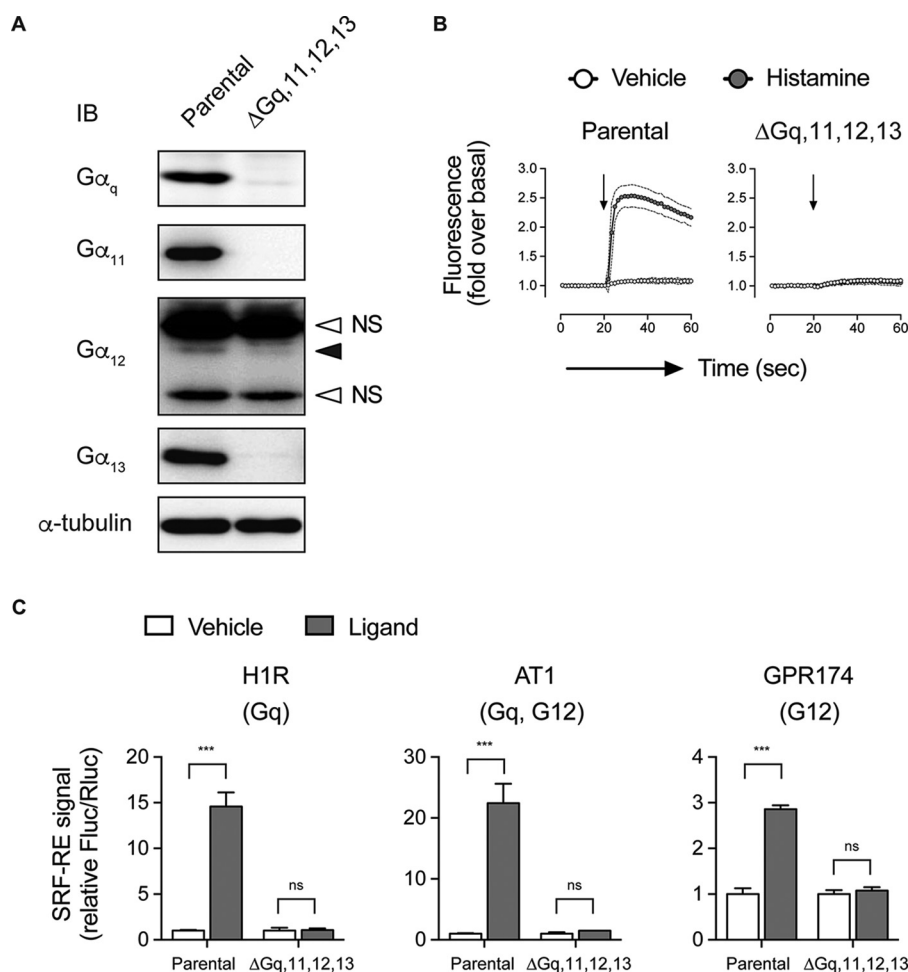 A
IB
Parental
ΔGq,11,12,13
Gαq
Gα11
Gα12
NS
NS
Gα13
α-tubulin
B
Vehicle Histamine
Parental ΔGq,11,12,13
Fluorescence
(fold over basal)
3.0 3.0
2.5 2.5
2.0 2.0
1.5 1.5
1.0 1.0
0 20 40 60 0 20 40 60
Time (sec)
C
Vehicle Ligand
H1R AT1 GPR174
(Gq) (Gq, G12) (G12)
SRF-RE signal
(relative Fluc/Rluc)
20
15
10
5
0
***
ns
Parental ΔGq,11,12,13
30
20
10
0
***
ns
Parental ΔGq,11,12,13
4
3
2
1
0
***
ns
Parental ΔGq,11,12,13